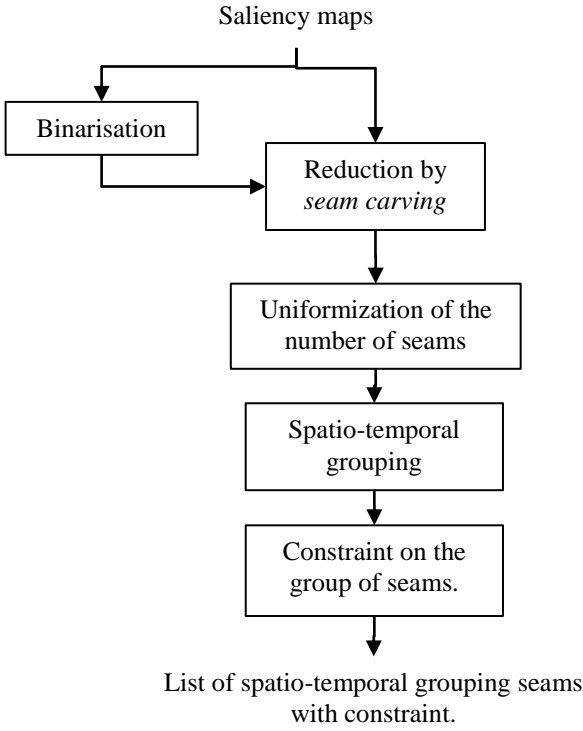 Saliency maps
Binarisation
Reduction by
seam carving
Uniformization of the
number of seams
Spatio-temporal
grouping
Constraint on the
group of seams.
List of spatio-temporal grouping seams
with constraint.